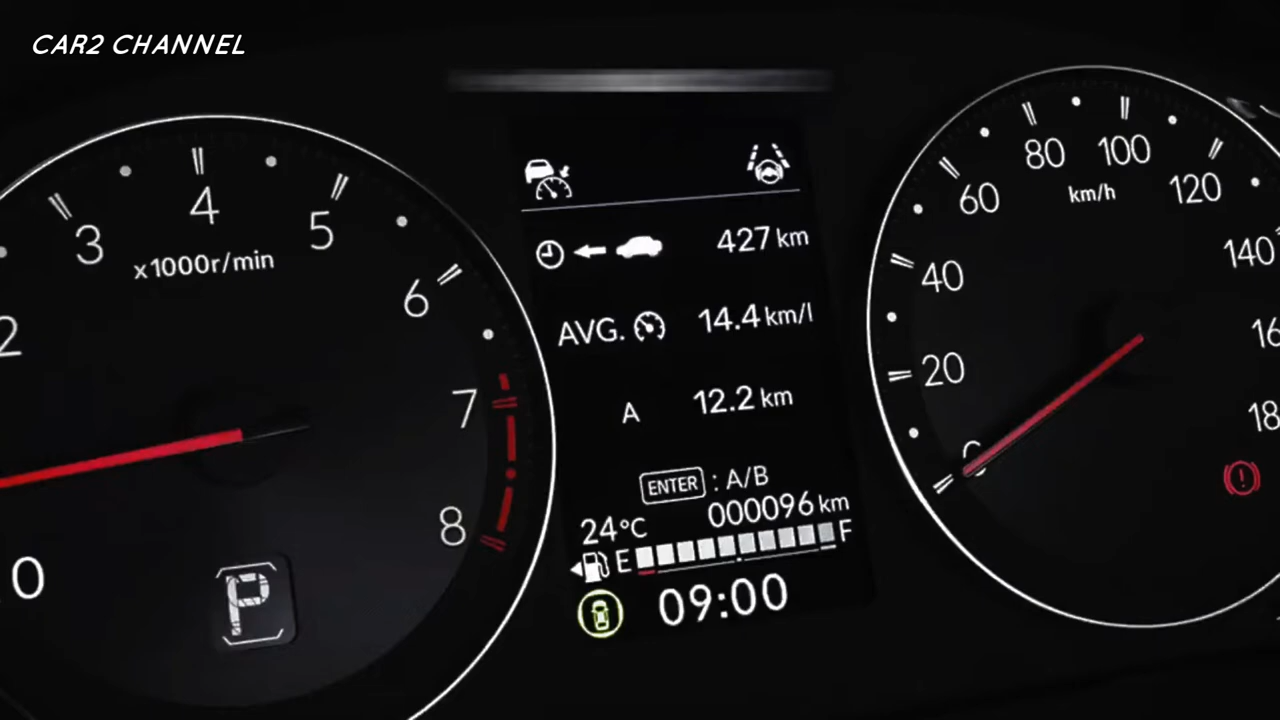 CAR2 CHANNEL
2
3
4
5
6
7
8
x1000r/min
0
P
427 km
AVG. 14.4 km/l
A 12.2 km
ENTER : A/B
24°C 000096 km
E F
09:00
20
40
60
80
100
120
140
km/h